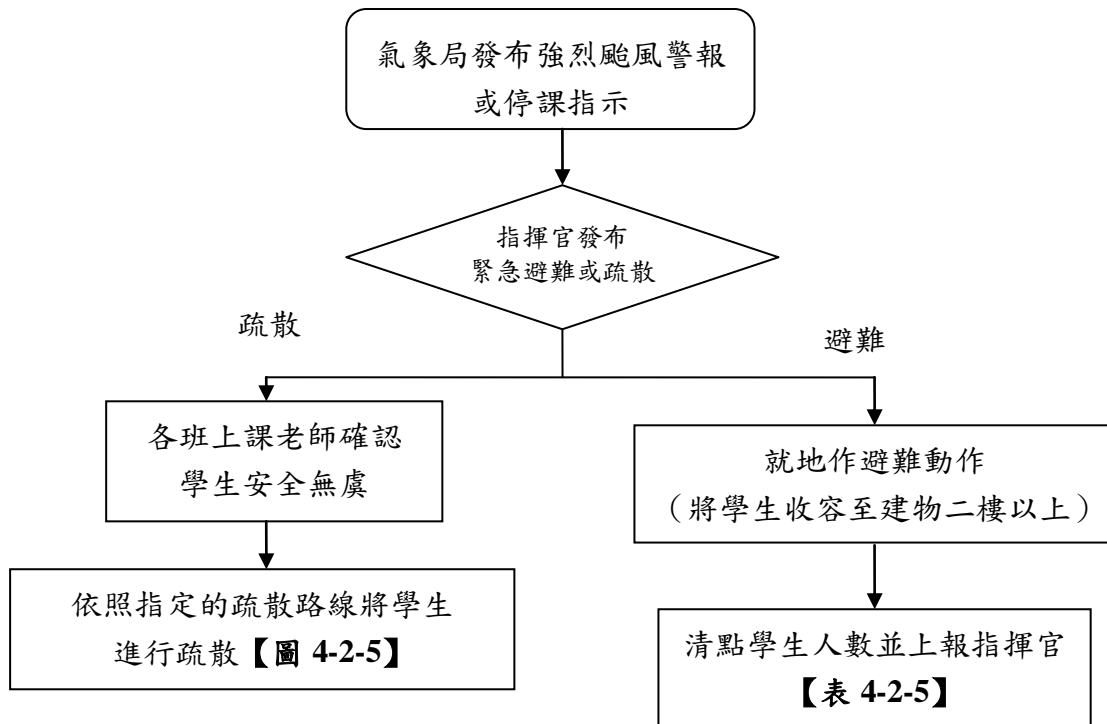 氣象局發布強烈颱風警報
或停課指示
指揮官發布
緊急避難或疏散
疏散
避難
各班上課老師確認
學生安全無虞
就地作避難動作
（將學生收容至建物二樓以上）
依照指定的疏散路線將學生
進行疏散【圖 4-2-5】
清點學生人數並上報指揮官
【表 4-2-5】